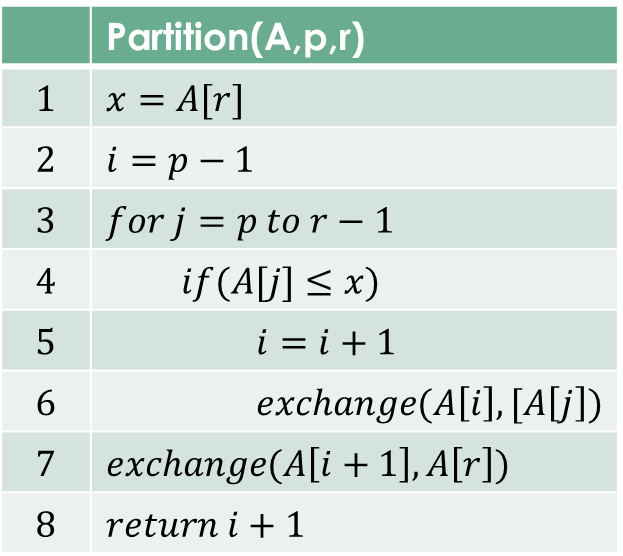 Partition(A,p,r)
1 x = A[r]
2 i = p − 1
3 for j = p to r − 1
4 if(A[j] ≤ x)
5 i = i + 1
6 exchange(A[i], [A[j])
7 exchange(A[i + 1], A[r])
8 return i + 1